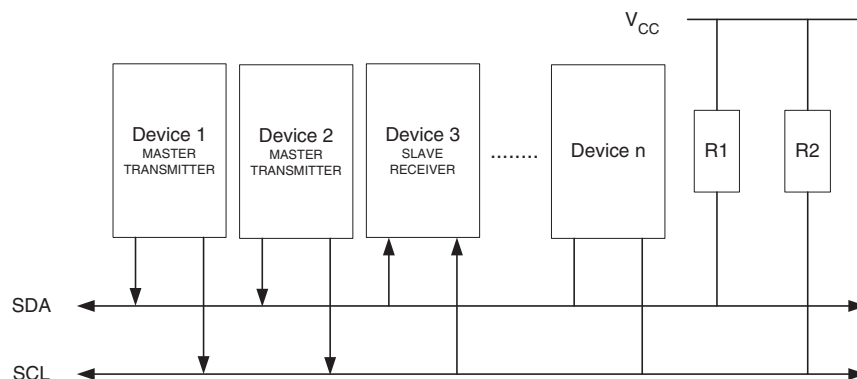 V_CC
Device 1
MASTER
TRANSMITTER
Device 2
MASTER
TRANSMITTER
Device 3
SLAVE
RECEIVER
........
Device n
R1
R2
SDA
SCL